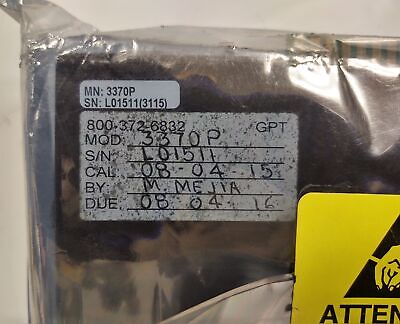 MN: 3370P
SN: L01511(3115)
800-372-6832 GPT
MOD: 3370P
S/N: L01511
CAL 08-04-15
BY: M. MEJIA
DUE: 08-04-16
ATTEN